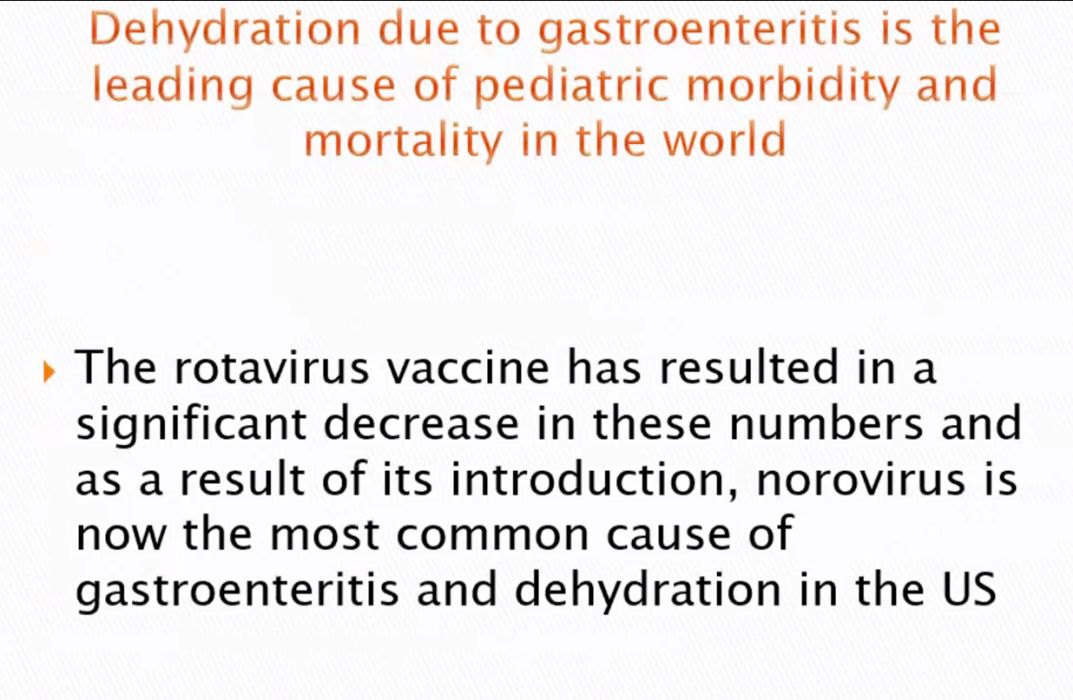 Dehydration due to gastroenteritis is the
leading cause of pediatric morbidity and
mortality in the world
The rotavirus vaccine has resulted in a
significant decrease in these numbers and
as a result of its introduction, norovirus is
now the most common cause of
gastroenteritis and dehydration in the US